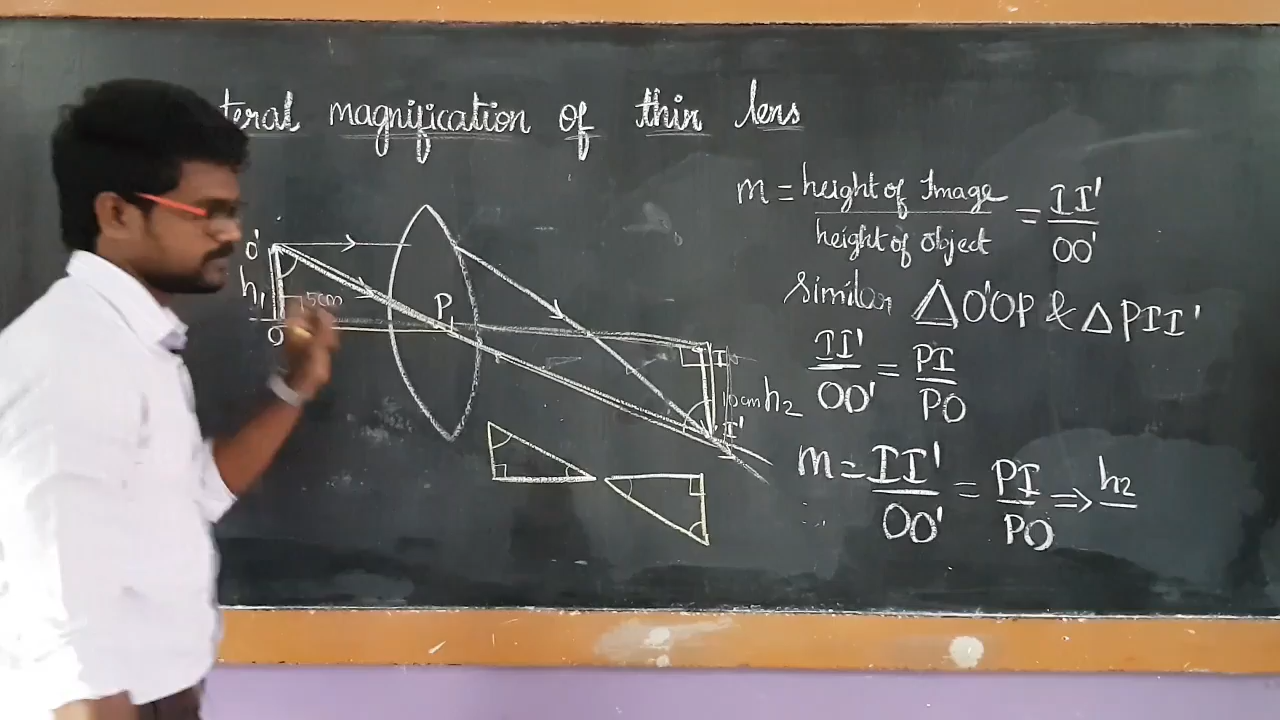 teral magnification of thin lens
m = height of Image / height of object = II' / OO'
Similar △O'OP & △PII'
II' / OO' = PI / PO
m = II' / OO' = PI / PO ⇒ h2
O'
h1
5cm
O
P
I
10cm h2
I'